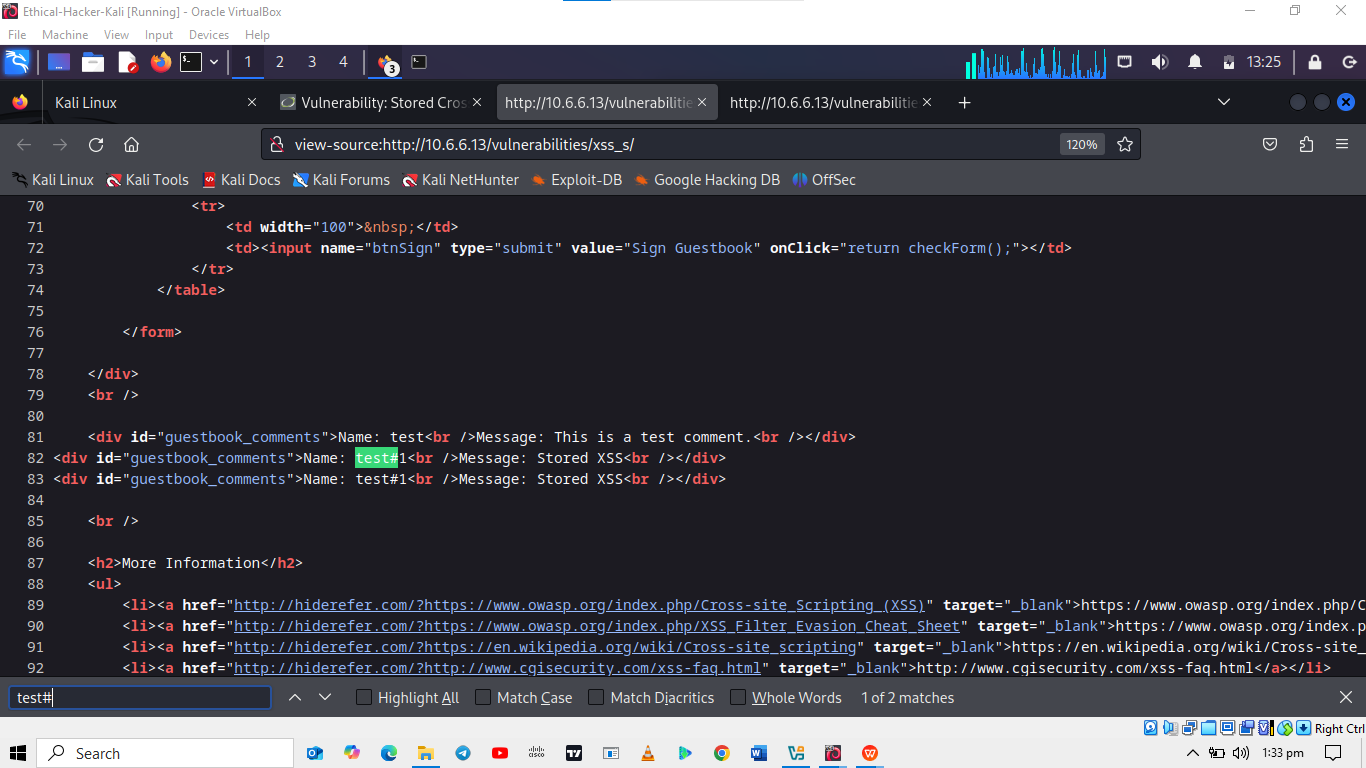 Ethical-Hacker-Kali [Running] - Oracle VirtualBox
File Machine View Input Devices Help
1 2 3 4 3 13:25
Kali Linux Vulnerability: Stored Cros http://10.6.6.13/vulnerabilitie http://10.6.6.13/vulnerabilitie
view-source:http://10.6.6.13/vulnerabilities/xss_s/ 120%
Kali Linux Kali Tools Kali Docs Kali Forums Kali NetHunter Exploit-DB Google Hacking DB OffSec
70 <tr>
71 <td width="100">&nbsp;</td>
72 <td><input name="btnSign" type="submit" value="Sign Guestbook" onClick="return checkForm();"></td>
73 </tr>
74 </table>
75
76 </form>
77
78 </div>
79 <br />
80
81 <div id="guestbook_comments">Name: test<br />Message: This is a test comment.<br /></div>
82 <div id="guestbook_comments">Name: test#1<br />Message: Stored XSS<br /></div>
83 <div id="guestbook_comments">Name: test#1<br />Message: Stored XSS<br /></div>
84
85 <br />
86
87 <h2>More Information</h2>
88 <ul>
89 <li><a href="http://hiderefer.com/?https://www.owasp.org/index.php/Cross-site_Scripting_(XSS)" target="_blank">https://www.owasp.org/index.php/C
90 <li><a href="http://hiderefer.com/?https://www.owasp.org/index.php/XSS_Filter_Evasion_Cheat_Sheet" target="_blank">https://www.owasp.org/index.p
91 <li><a href="http://hiderefer.com/?https://en.wikipedia.org/wiki/Cross-site_scripting" target="_blank">https://en.wikipedia.org/wiki/Cross-site_
92 <li><a href="http://hiderefer.com/?http://www.cgisecurity.com/xss-faq.html" target="_blank">http://www.cgisecurity.com/xss-faq.html</a></li>
test# Highlight All Match Case Match Diacritics Whole Words 1 of 2 matches
Right Ctrl
Search 1:33 pm